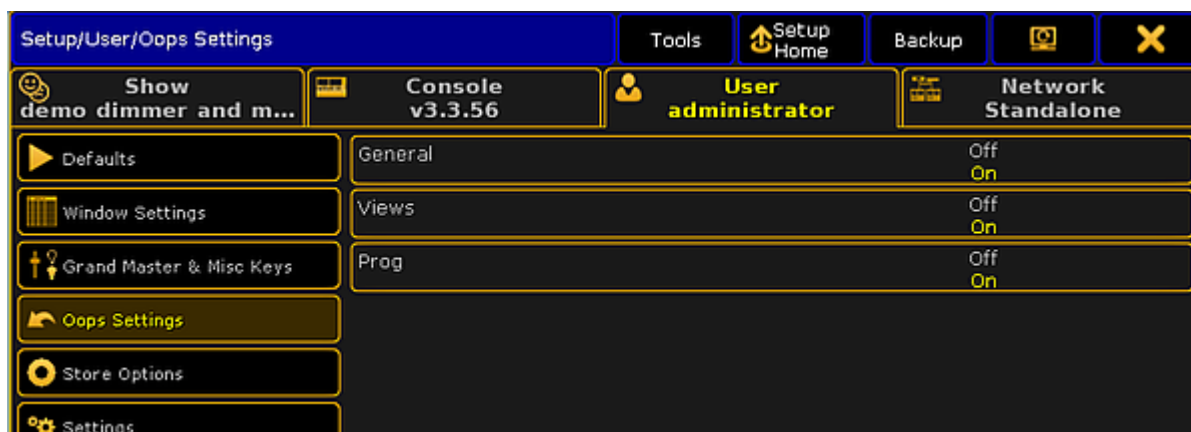 Setup/User/Oops Settings
Tools
Setup
Home
Backup
Show
demo dimmer and m...
Console
v3.3.56
User
administrator
Network
Standalone
Defaults
Window Settings
Grand Master & Misc Keys
Oops Settings
Store Options
Settings
General
Off
On
Views
Off
On
Prog
Off
On